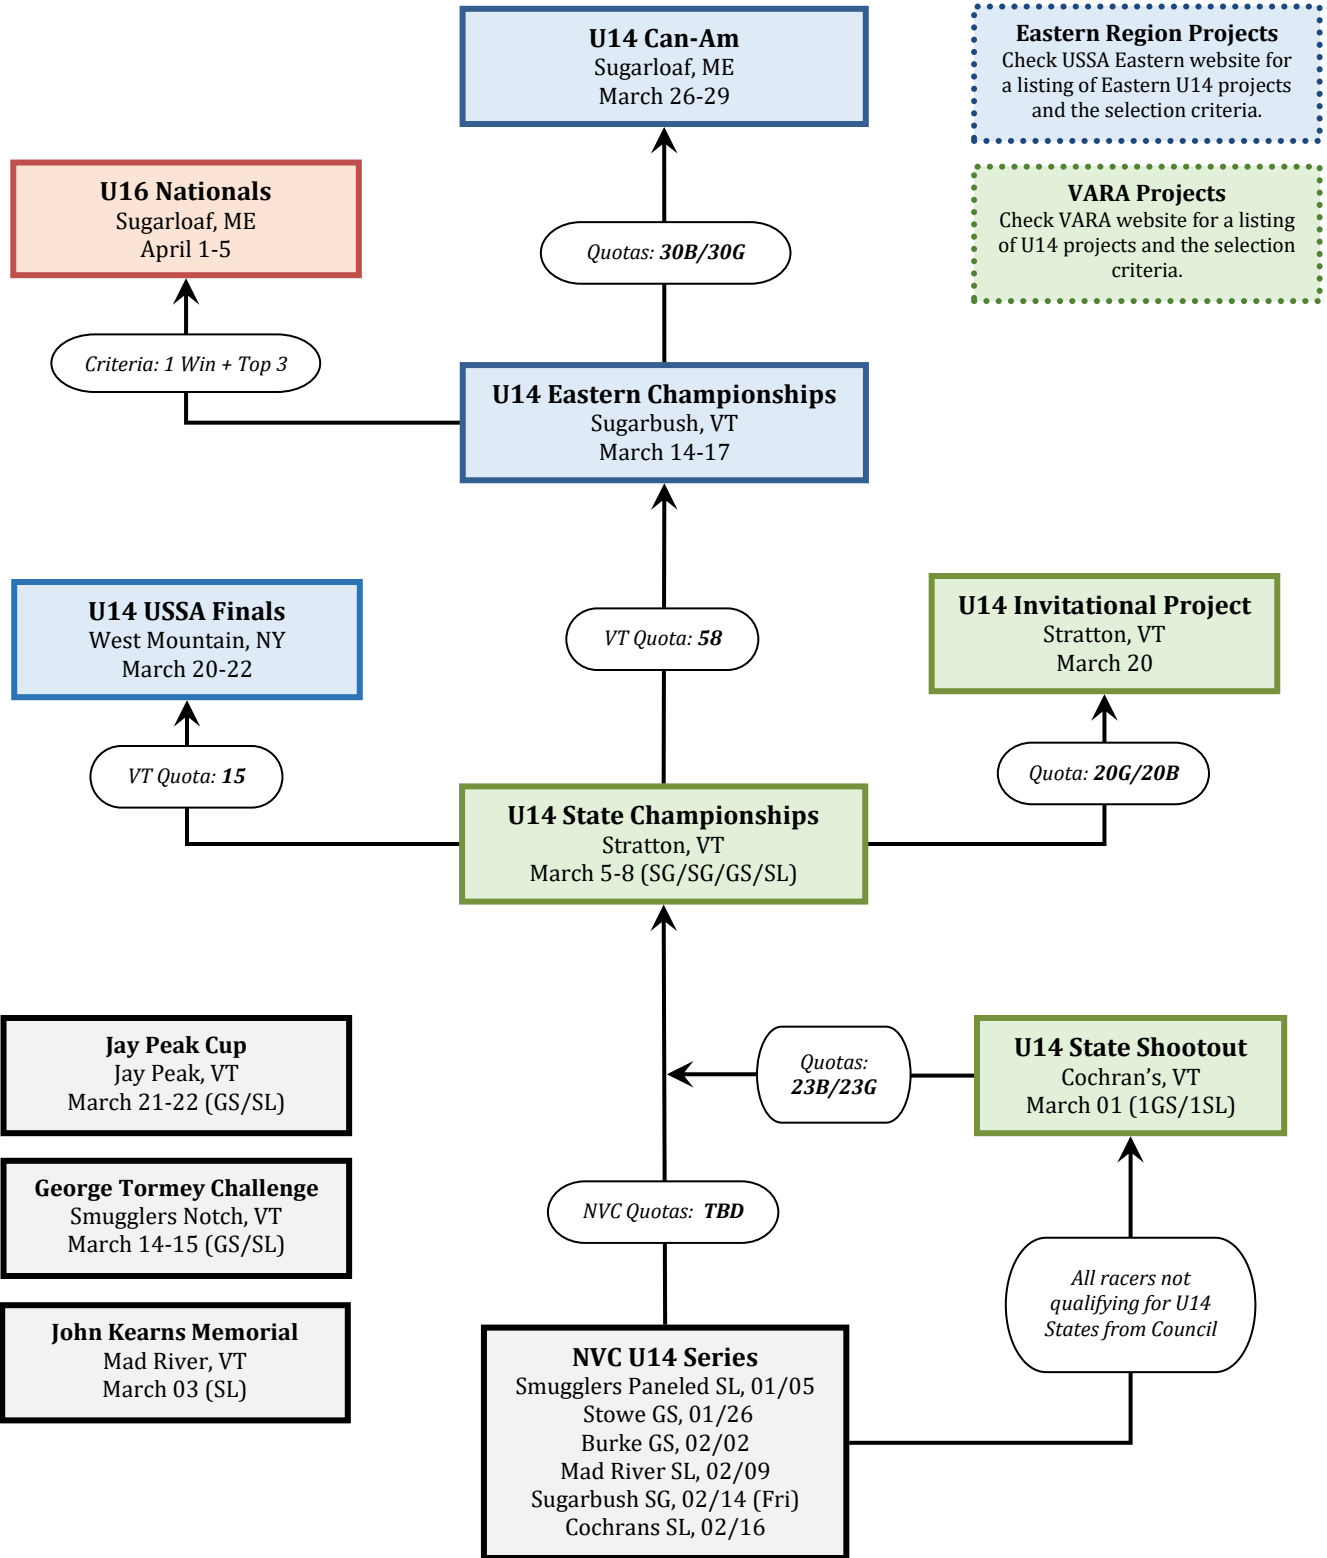 U14 Can-Am
Sugarloaf, ME
March 26-29
Eastern Region Projects
Check USSA Eastern website for
a listing of Eastern U14 projects
and the selection criteria.
VARA Projects
Check VARA website for a listing
of U14 projects and the selection
criteria.
U16 Nationals
Sugarloaf, ME
April 1-5
Quotas: 30B/30G
Criteria: 1 Win + Top 3
U14 Eastern Championships
Sugarbush, VT
March 14-17
U14 USSA Finals
West Mountain, NY
March 20-22
VT Quota: 58
U14 Invitational Project
Stratton, VT
March 20
VT Quota: 15
Quota: 20G/20B
U14 State Championships
Stratton, VT
March 5-8 (SG/SG/GS/SL)
Jay Peak Cup
Jay Peak, VT
March 21-22 (GS/SL)
Quotas:
23B/23G
U14 State Shootout
Cochran’s, VT
March 01 (1GS/1SL)
George Tormey Challenge
Smugglers Notch, VT
March 14-15 (GS/SL)
NVC Quotas:  TBD
All racers not
qualifying for U14
States from Council
John Kearns Memorial
Mad River, VT
March 03 (SL)
NVC U14 Series
Smugglers Paneled SL, 01/05
Stowe GS, 01/26
Burke GS, 02/02
Mad River SL, 02/09
Sugarbush SG, 02/14 (Fri)
Cochrans SL, 02/16